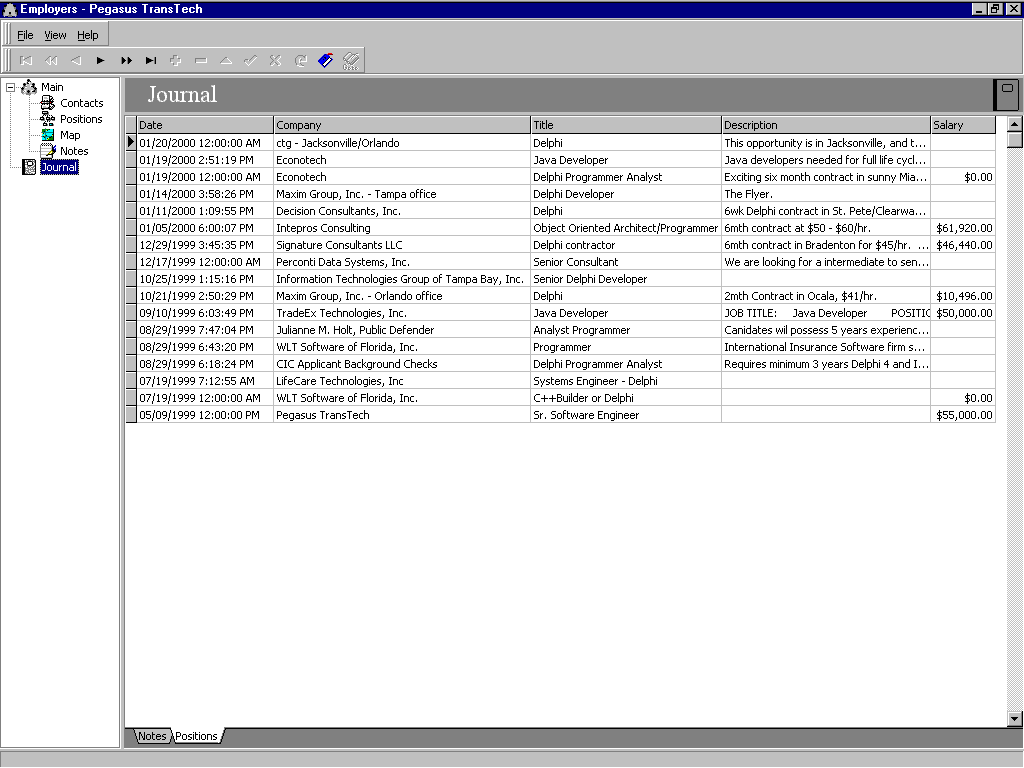 Employers - Pegasus TransTech
File View Help
Main
Contacts
Positions
Map
Notes
Journal
Journal
Date Company Title Description Salary
01/20/2000 12:00:00 AM ctg - Jacksonville/Orlando Delphi This opportunity is in Jacksonville, and t...
01/19/2000 2:51:19 PM Econotech Java Developer Java developers needed for full life cycl...
01/19/2000 12:00:00 AM Econotech Delphi Programmer Analyst Exciting six month contract in sunny Mia... $0.00
01/14/2000 3:58:26 PM Maxim Group, Inc. - Tampa office Delphi Developer The Flyer.
01/11/2000 1:09:55 PM Decision Consultants, Inc. Delphi 6wk Delphi contract in St. Pete/Clearwa...
01/05/2000 6:00:07 PM Intepros Consulting Object Oriented Architect/Programmer 6mth contract at $50 - $60/hr. $61,920.00
12/29/1999 3:45:35 PM Signature Consultants LLC Delphi contractor 6mth contract in Bradenton for $45/hr. ... $46,440.00
12/17/1999 12:00:00 AM Perconti Data Systems, Inc. Senior Consultant We are looking for a intermediate to sen...
10/25/1999 1:15:16 PM Information Technologies Group of Tampa Bay, Inc. Senior Delphi Developer
10/21/1999 2:50:29 PM Maxim Group, Inc. - Orlando office Delphi 2mth Contract in Ocala, $41/hr. $10,496.00
09/10/1999 6:03:49 PM TradeEx Technologies, Inc. Java Developer JOB TITLE: Java Developer POSITIC $50,000.00
08/29/1999 7:47:04 PM Julianne M. Holt, Public Defender Analyst Programmer Canidates wil possess 5 years experienc...
08/29/1999 6:43:20 PM WLT Software of Florida, Inc. Programmer International Insurance Software firm s...
08/29/1999 6:18:24 PM CIC Applicant Background Checks Delphi Programmer Analyst Requires minimum 3 years Delphi 4 and I...
07/19/1999 7:12:55 AM LifeCare Technologies, Inc Systems Engineer - Delphi
07/19/1999 12:00:00 AM WLT Software of Florida, Inc. C++Builder or Delphi $0.00
05/09/1999 12:00:00 PM Pegasus TransTech Sr. Software Engineer $55,000.00
Notes Positions